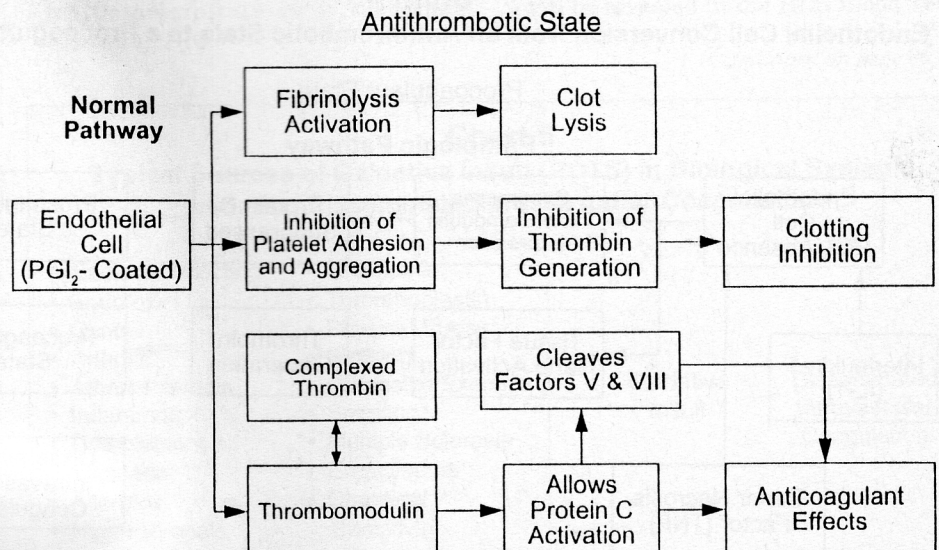 Antithrombotic State
Normal
Pathway
Fibrinolysis
Activation
Clot
Lysis
Endothelial
Cell
(PGI₂- Coated)
Inhibition of
Platelet Adhesion
and Aggregation
Inhibition of
Thrombin
Generation
Clotting
Inhibition
Complexed
Thrombin
Cleaves
Factors V & VIII
Thrombomodulin
Allows
Protein C
Activation
Anticoagulant
Effects